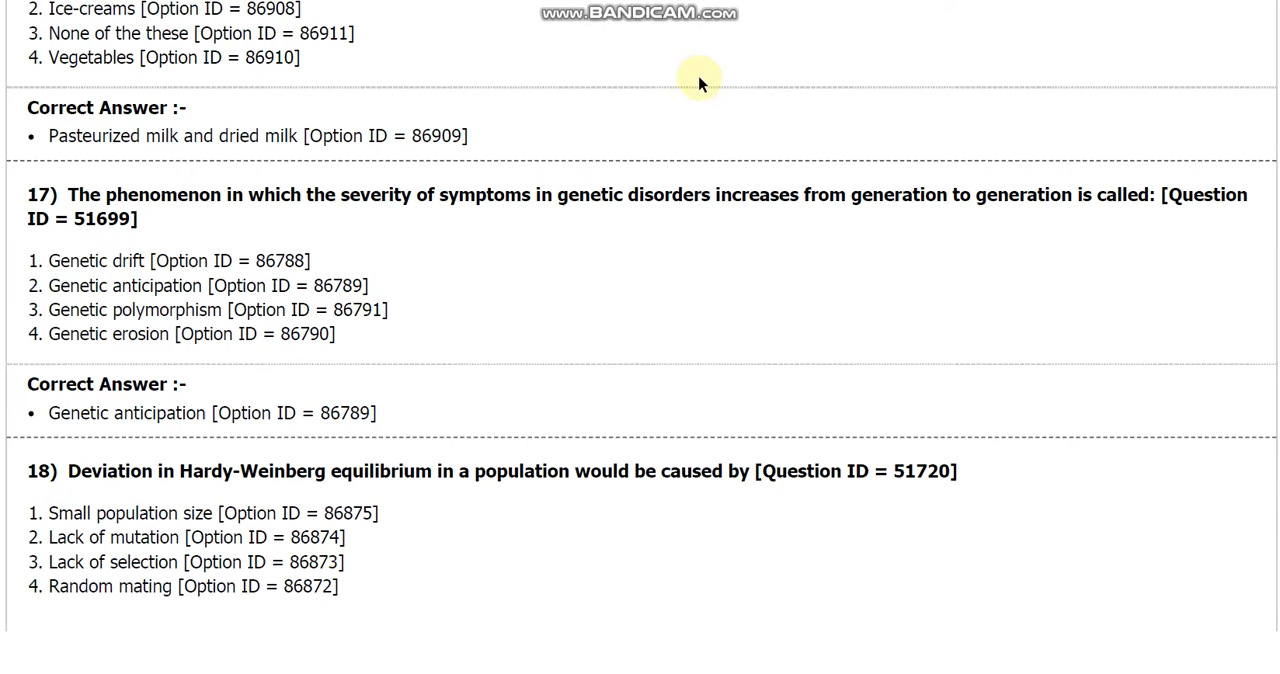 2. Ice-creams [Option ID = 86908]
www.BANDICAM.com
3. None of the these [Option ID = 86911]
4. Vegetables [Option ID = 86910]
Correct Answer :-
• Pasteurized milk and dried milk [Option ID = 86909]
17) The phenomenon in which the severity of symptoms in genetic disorders increases from generation to generation is called: [Question
ID = 51699]
1. Genetic drift [Option ID = 86788]
2. Genetic anticipation [Option ID = 86789]
3. Genetic polymorphism [Option ID = 86791]
4. Genetic erosion [Option ID = 86790]
Correct Answer :-
• Genetic anticipation [Option ID = 86789]
18) Deviation in Hardy-Weinberg equilibrium in a population would be caused by [Question ID = 51720]
1. Small population size [Option ID = 86875]
2. Lack of mutation [Option ID = 86874]
3. Lack of selection [Option ID = 86873]
4. Random mating [Option ID = 86872]